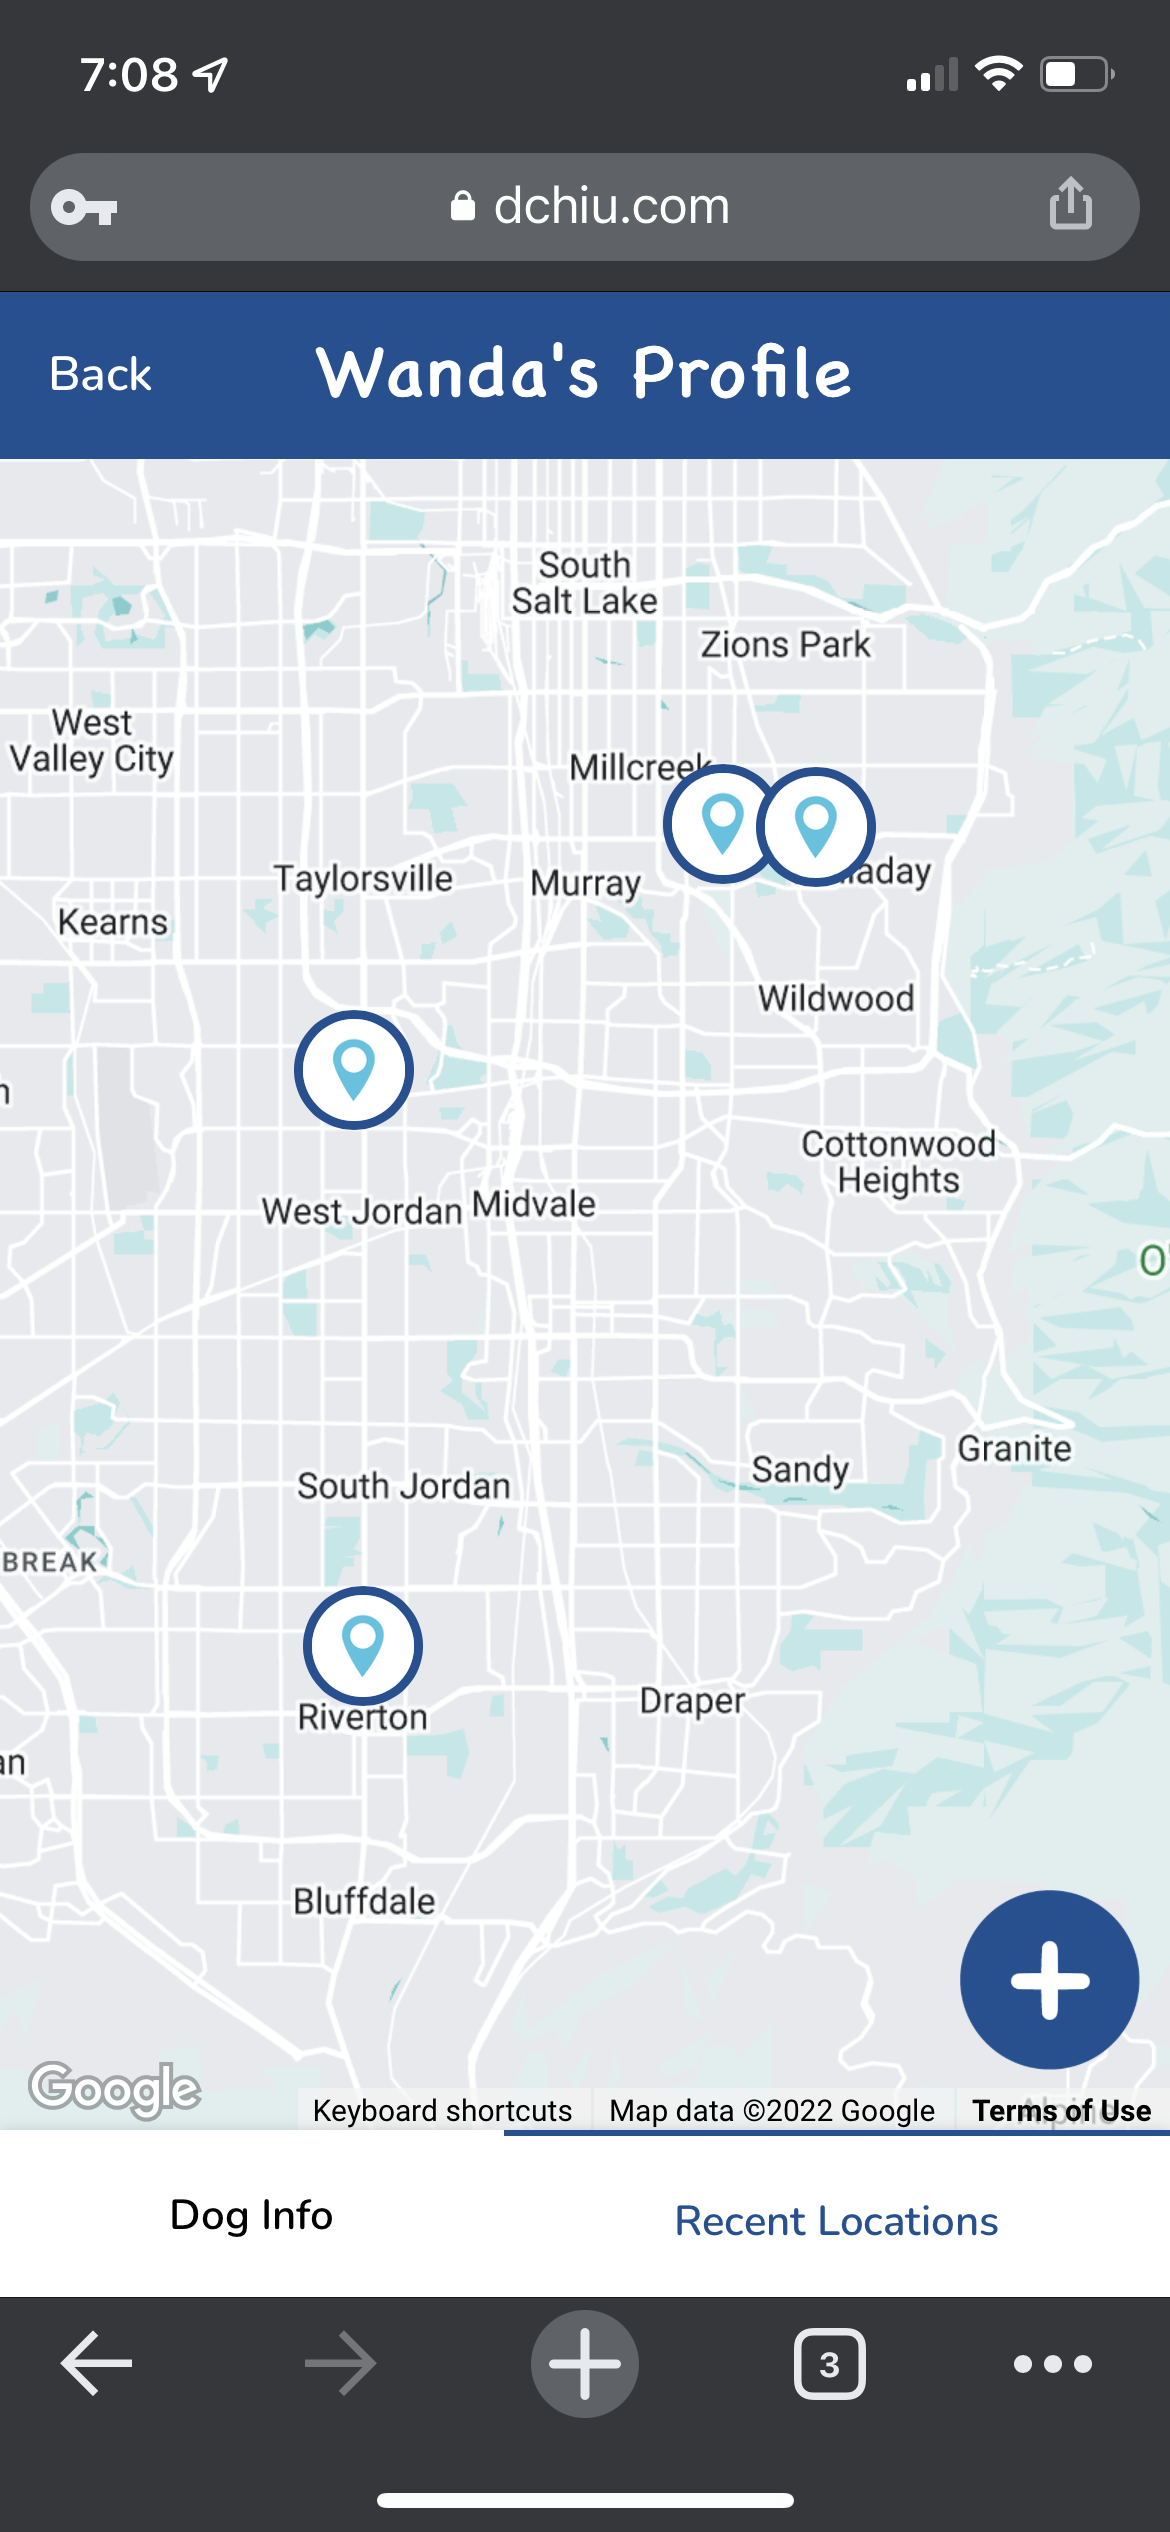 7:08
dchiu.com
Back
Wanda's Profile
South
Salt Lake
Zions Park
West
Valley City
Millcreek
Taylorsville
Murray
aday
Kearns
Wildwood
Cottonwood
Heights
West Jordan
Midvale
Granite
Sandy
South Jordan
BREAK
Riverton
Draper
an
Bluffdale
Google
Keyboard shortcuts
Map data ©2022 Google
Terms of Use
Dog Info
Recent Locations
3